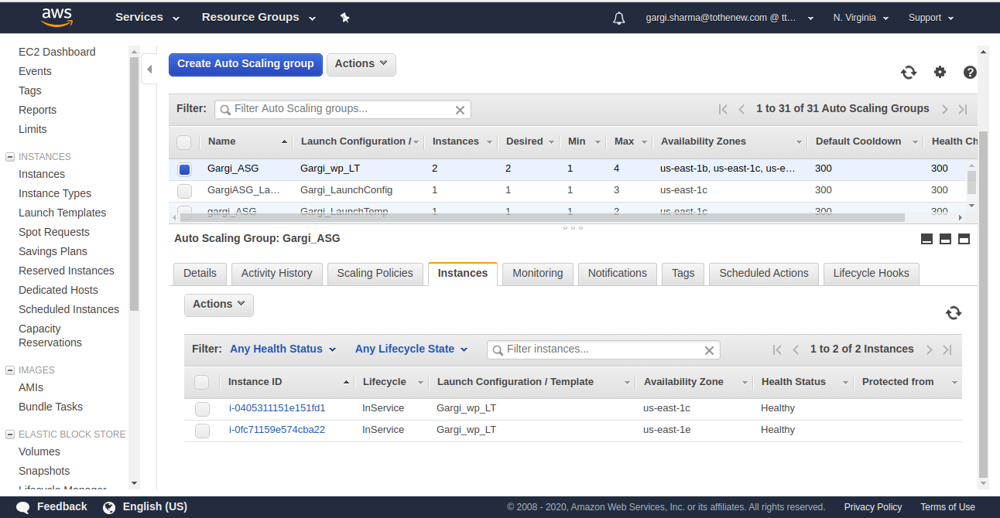 aws Services Resource Groups gargi.sharma@tothenew.com @ tt... N. Virginia Support
EC2 Dashboard
Events
Tags
Reports
Limits
INSTANCES
Instances
Instance Types
Launch Templates
Spot Requests
Savings Plans
Reserved Instances
Dedicated Hosts
Scheduled Instances
Capacity
Reservations
IMAGES
AMIs
Bundle Tasks
ELASTIC BLOCK STORE
Volumes
Snapshots
Lifecycle Manager
Create Auto Scaling group Actions
Filter: Filter Auto Scaling groups... 1 to 31 of 31 Auto Scaling Groups
Name Launch Configuration / Instances Desired Min Max Availability Zones Default Cooldown Health Ch
Gargi_ASG Gargi_wp_LT 2 2 1 4 us-east-1b, us-east-1c, us-e... 300 300
GargiASG_La... Gargi_LaunchConfig 1 1 1 3 us-east-1c 300 300
gargi_ASG Gargi_LaunchTemp 1 1 1 2 us-east-1c 300 300
Auto Scaling Group: Gargi_ASG
Details Activity History Scaling Policies Instances Monitoring Notifications Tags Scheduled Actions Lifecycle Hooks
Actions
Filter: Any Health Status Any Lifecycle State Filter instances... 1 to 2 of 2 Instances
Instance ID Lifecycle Launch Configuration / Template Availability Zone Health Status Protected from
i-0405311151e151fd1 InService Gargi_wp_LT us-east-1c Healthy
i-0fc71159e574cba22 InService Gargi_wp_LT us-east-1e Healthy
Feedback English (US) © 2008 - 2020, Amazon Web Services, Inc. or its affiliates. All rights reserved. Privacy Policy Terms of Use